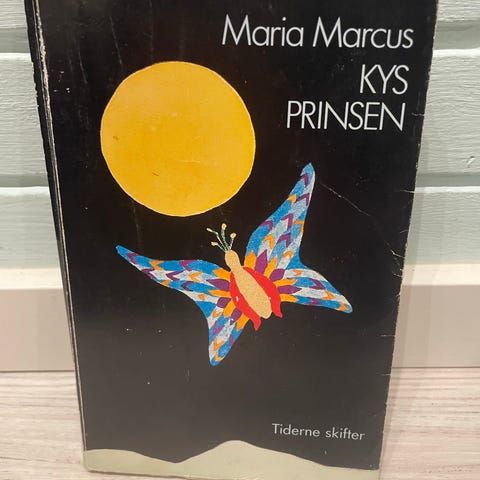 Maria Marcus
KYS
PRINSEN
Tiderne skifter